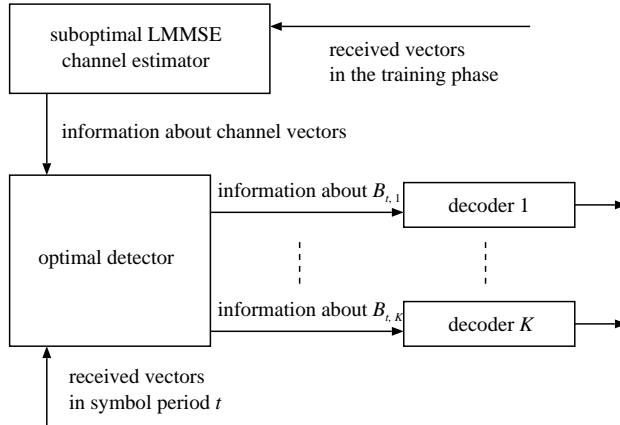 suboptimal LMMSE
channel estimator
received vectors
in the training phase
information about channel vectors
information about B_{t, 1}
decoder 1
optimal detector
information about B_{t, K}
decoder K
received vectors
in symbol period t